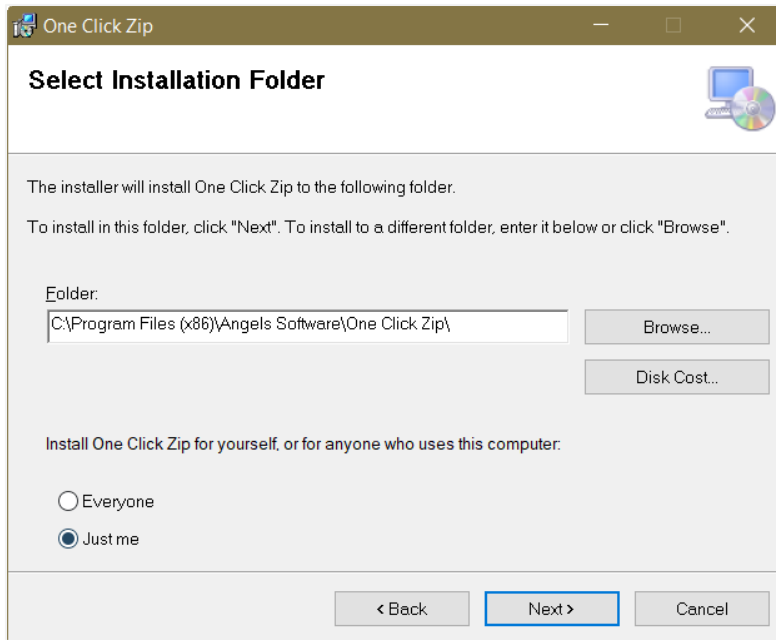 One Click Zip
Select Installation Folder
The installer will install One Click Zip to the following folder.
To install in this folder, click "Next". To install to a different folder, enter it below or click "Browse".
Folder:
C:\Program Files (x86)\Angels Software\One Click Zip\
Browse...
Disk Cost...
Install One Click Zip for yourself, or for anyone who uses this computer:
Everyone
Just me
< Back
Next >
Cancel